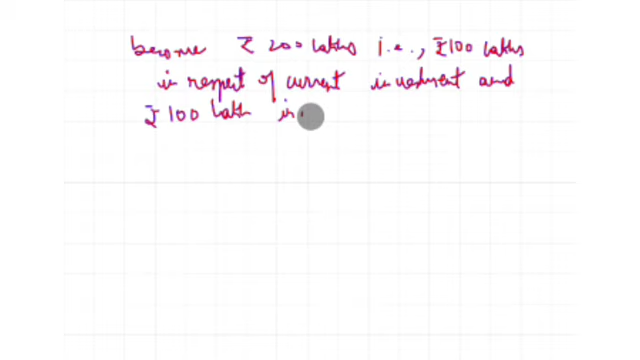 become ₹ 200 lakhs i.e., ₹100 lakhs
in respect of current investment and
₹100 lakh in